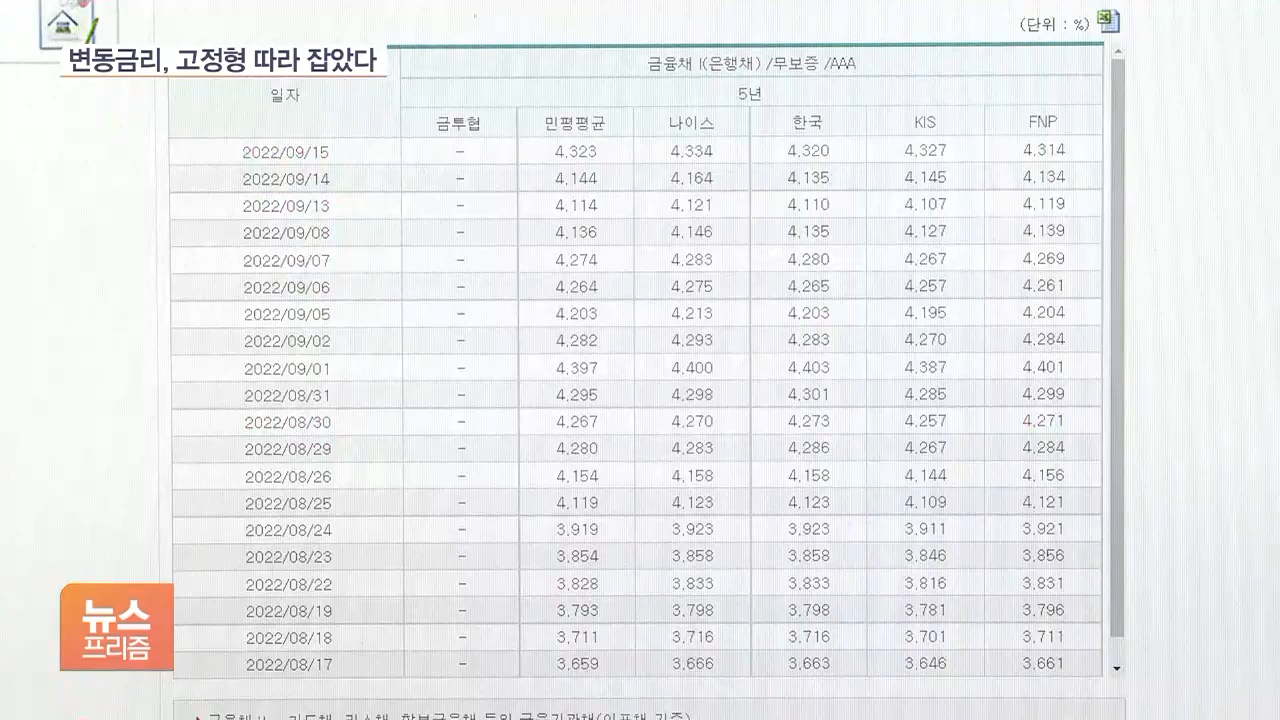 (단위 : %)
변동금리, 고정형 따라 잡았다
금융채 I(은행채) /무보증 /AAA
일자 5년
금투협 민평평균 나이스 한국 KIS FNP
2022/09/15 - 4,323 4,334 4,320 4,327 4,314
2022/09/14 - 4,144 4,164 4,135 4,145 4,134
2022/09/13 - 4,114 4,121 4,110 4,107 4,119
2022/09/08 - 4,136 4,146 4,135 4,127 4,139
2022/09/07 - 4,274 4,283 4,280 4,267 4,269
2022/09/06 - 4,264 4,275 4,265 4,257 4,261
2022/09/05 - 4,203 4,213 4,203 4,195 4,204
2022/09/02 - 4,282 4,293 4,283 4,270 4,284
2022/09/01 - 4,397 4,400 4,403 4,387 4,401
2022/08/31 - 4,295 4,298 4,301 4,285 4,299
2022/08/30 - 4,267 4,270 4,273 4,257 4,271
2022/08/29 - 4,280 4,283 4,286 4,267 4,284
2022/08/26 - 4,154 4,158 4,158 4,144 4,156
2022/08/25 - 4,119 4,123 4,123 4,109 4,121
2022/08/24 - 3,919 3,923 3,923 3,911 3,921
2022/08/23 - 3,854 3,858 3,858 3,846 3,856
2022/08/22 - 3,828 3,833 3,833 3,816 3,831
2022/08/19 - 3,793 3,798 3,798 3,781 3,796
2022/08/18 - 3,711 3,716 3,716 3,701 3,711
2022/08/17 - 3,659 3,666 3,663 3,646 3,661
뉴스
프리즘